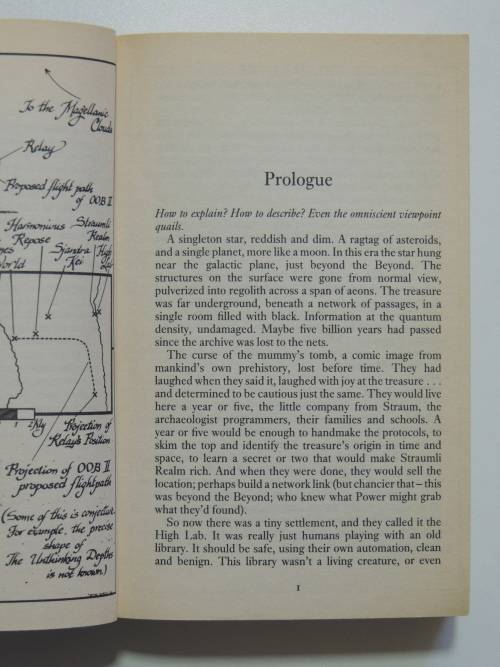 To the Magellanic
Clouds
Relay
Proposed flight path
of OOB II
Harmonious
Repose
Straumli
Realm
Sjandra
Kei
High
Lab
World
Projection of
Relay's Position
Projection of OOB II
proposed flightpath
(Some of this is conjecture.
For example, the precise
shape of
The Unthinking Depths
is not known.)
Prologue
How to explain? How to describe? Even the omniscient viewpoint
quails.
A singleton star, reddish and dim. A ragtag of asteroids,
and a single planet, more like a moon. In this era the star hung
near the galactic plane, just beyond the Beyond. The
structures on the surface were gone from normal view,
pulverized into regolith across a span of aeons. The treasure
was far underground, beneath a network of passages, in a
single room filled with black. Information at the quantum
density, undamaged. Maybe five billion years had passed
since the archive was lost to the nets.
The curse of the mummy's tomb, a comic image from
mankind's own prehistory, lost before time. They had
laughed when they said it, laughed with joy at the treasure . . .
and determined to be cautious just the same. They would live
here a year or five, the little company from Straum, the
archaeologist programmers, their families and schools. A
year or five would be enough to handmake the protocols, to
skim the top and identify the treasure's origin in time and
space, to learn a secret or two that would make Straumli
Realm rich. And when they were done, they would sell the
location; perhaps build a network link (but chancier that – this
was beyond the Beyond; who knew what Power might grab
what they'd found).
So now there was a tiny settlement, and they called it the
High Lab. It was really just humans playing with an old
library. It should be safe, using their own automation, clean
and benign. This library wasn't a living creature, or even
1